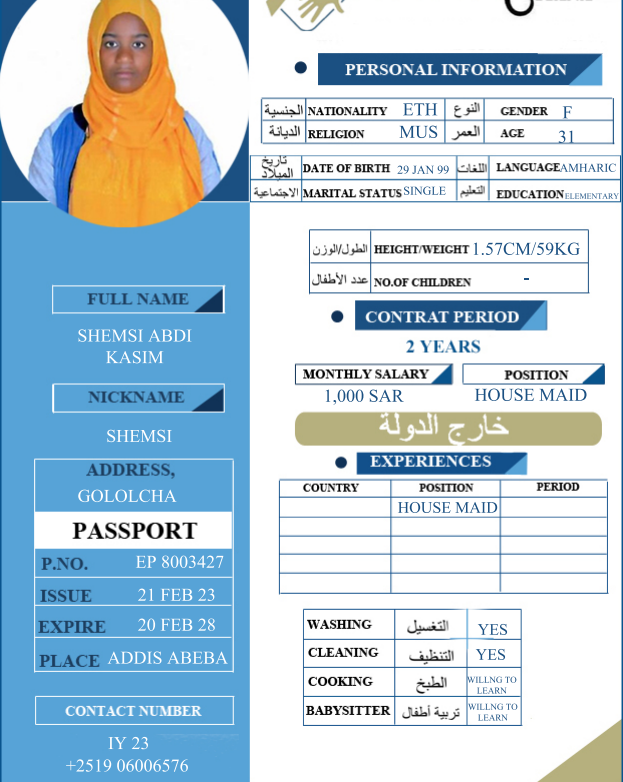 PERSONAL INFORMATION
الجنسية NATIONALITY ETH النوع GENDER F
الديانة RELIGION MUS العمر AGE 31
تاريخ الميلاد DATE OF BIRTH 29 JAN 99 اللغات LANGUAGE AMHARIC
الاجتماعية MARITAL STATUS SINGLE التعليم EDUCATION ELEMENTARY
الطول/الوزن HEIGHT/WEIGHT 1.57CM/59KG
عدد الأطفال NO.OF CHILDREN -
FULL NAME
SHEMSI ABDI
KASIM
NICKNAME
SHEMSI
ADDRESS,
GOLOLCHA
PASSPORT
P.NO. EP 8003427
ISSUE 21 FEB 23
EXPIRE 20 FEB 28
PLACE ADDIS ABEBA
CONTACT NUMBER
IY 23
+2519 06006576
CONTRAT PERIOD
2 YEARS
MONTHLY SALARY POSITION
1,000 SAR HOUSE MAID
خارج الدولة
EXPERIENCES
COUNTRY POSITION PERIOD
HOUSE MAID
WASHING التغسيل YES
CLEANING التنظيف YES
COOKING الطبخ WILLNG TO
LEARN
BABYSITTER تربية أطفال WILLNG TO
LEARN